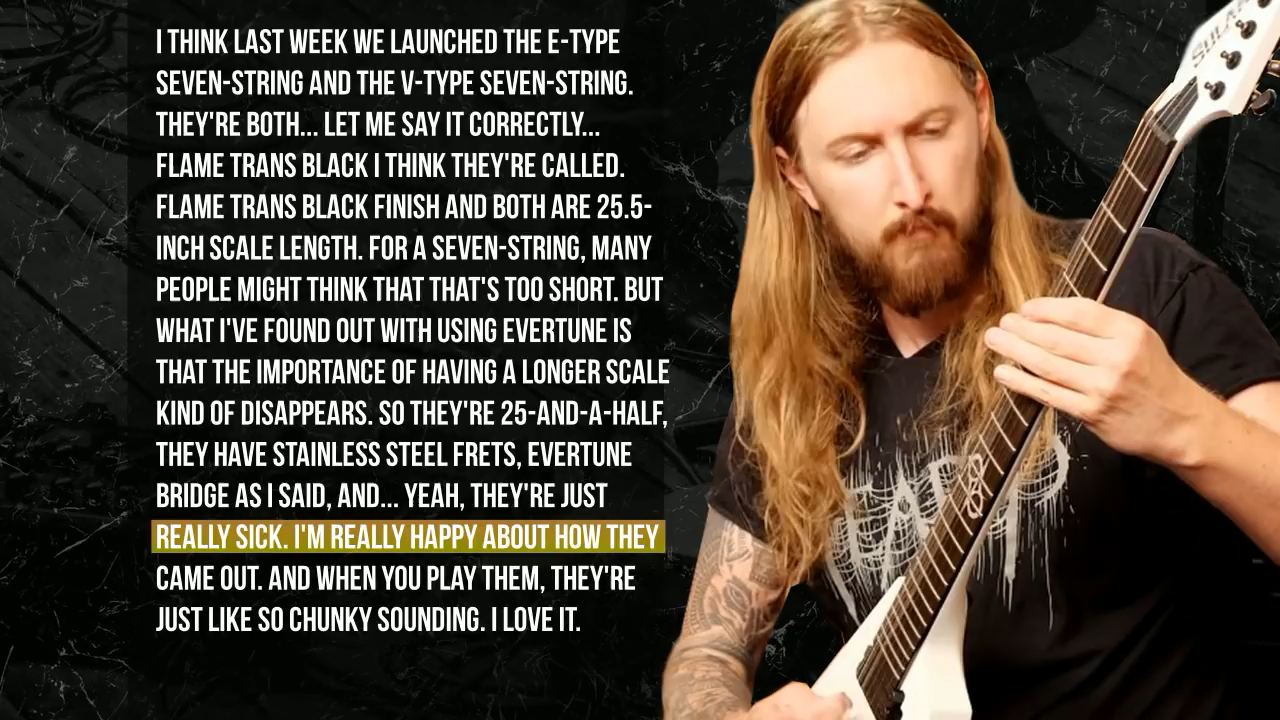 I THINK LAST WEEK WE LAUNCHED THE E-TYPE
SEVEN-STRING AND THE V-TYPE SEVEN-STRING.
THEY'RE BOTH... LET ME SAY IT CORRECTLY...
FLAME TRANS BLACK I THINK THEY'RE CALLED.
FLAME TRANS BLACK FINISH AND BOTH ARE 25.5-
INCH SCALE LENGTH. FOR A SEVEN-STRING, MANY
PEOPLE MIGHT THINK THAT THAT'S TOO SHORT. BUT
WHAT I'VE FOUND OUT WITH USING EVERTUNE IS
THAT THE IMPORTANCE OF HAVING A LONGER SCALE
KIND OF DISAPPEARS. SO THEY'RE 25-AND-A-HALF,
THEY HAVE STAINLESS STEEL FRETS, EVERTUNE
BRIDGE AS I SAID, AND... YEAH, THEY'RE JUST
REALLY SICK. I'M REALLY HAPPY ABOUT HOW THEY
CAME OUT. AND WHEN YOU PLAY THEM, THEY'RE
JUST LIKE SO CHUNKY SOUNDING. I LOVE IT.